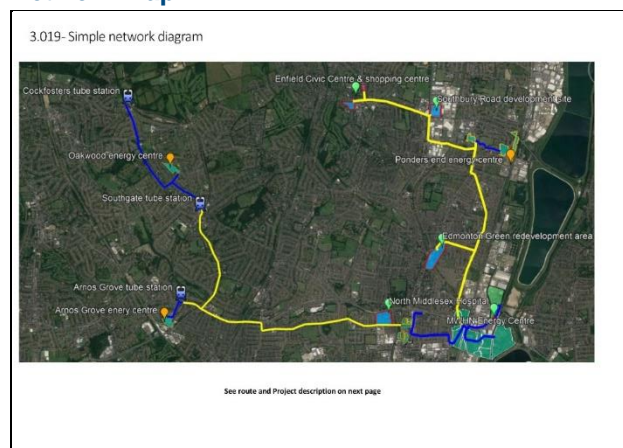 3.019- Simple network diagram
Enfield Civic Centre & shopping centre
Cockfosters tube station
Southbury Road development site
Oakwood energy centre
Ponders end energy centre
Southgate tube station
Edmonton Green redevelopment area
Arnos Grove tube station
North Middlesex Hospital
Arnos Grove enery centre
Energy Centre
See route and Project description on next page